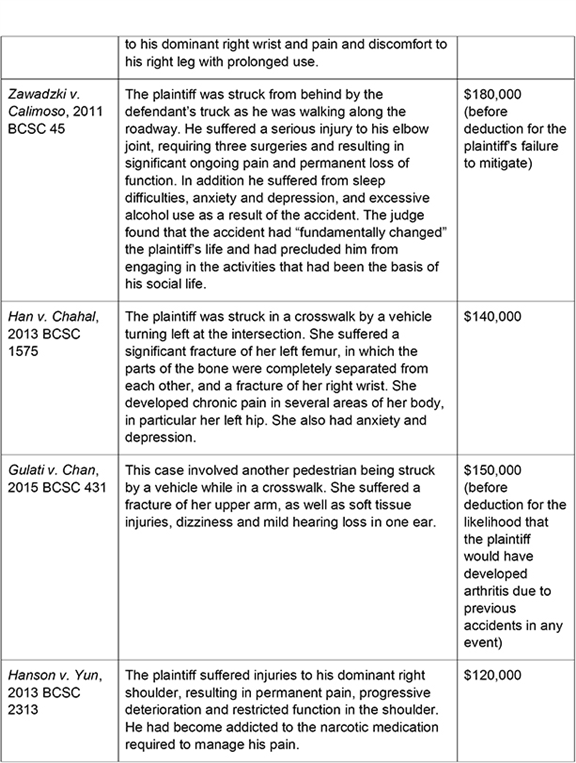 to his dominant right wrist and pain and discomfort to
his right leg with prolonged use.
Zawadzki v.
Calimoso, 2011
BCSC 45
The plaintiff was struck from behind by the
defendant's truck as he was walking along the
roadway. He suffered a serious injury to his elbow
joint, requiring three surgeries and resulting in
significant ongoing pain and permanent loss of
function. In addition he suffered from sleep
difficulties, anxiety and depression, and excessive
alcohol use as a result of the accident. The judge
found that the accident had “fundamentally changed”
the plaintiff's life and had precluded him from
engaging in the activities that had been the basis of
his social life.
$180,000
(before
deduction for the
plaintiff's failure
to mitigate)
Han v. Chahal,
2013 BCSC
1575
The plaintiff was struck in a crosswalk by a vehicle
turning left at the intersection. She suffered a
significant fracture of her left femur, in which the
parts of the bone were completely separated from
each other, and a fracture of her right wrist. She
developed chronic pain in several areas of her body,
in particular her left hip. She also had anxiety and
depression.
$140,000
Gulati v. Chan,
2015 BCSC 431
This case involved another pedestrian being struck
by a vehicle while in a crosswalk. She suffered a
fracture of her upper arm, as well as soft tissue
injuries, dizziness and mild hearing loss in one ear.
$150,000
(before
deduction for the
likelihood that
the plaintiff
would have
developed
arthritis due to
previous
accidents in any
event)
Hanson v. Yun,
2013 BCSC
2313
The plaintiff suffered injuries to his dominant right
shoulder, resulting in permanent pain, progressive
deterioration and restricted function in the shoulder.
He had become addicted to the narcotic medication
required to manage his pain.
$120,000